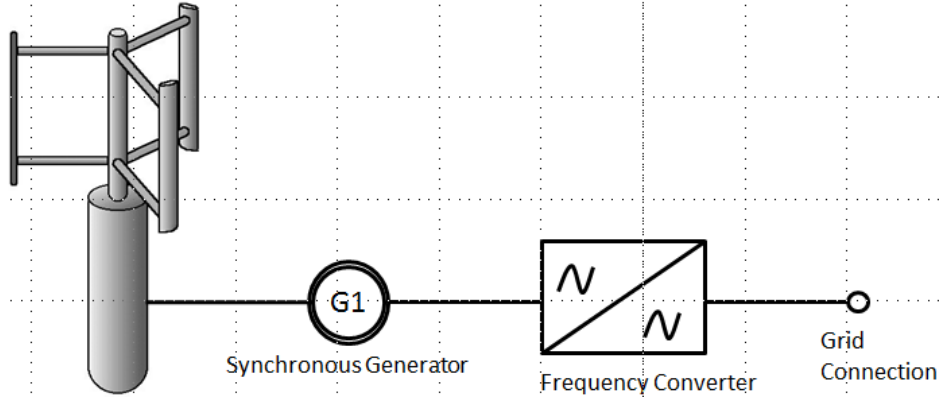 G1
Synchronous Generator
Frequency Converter
Grid
Connection